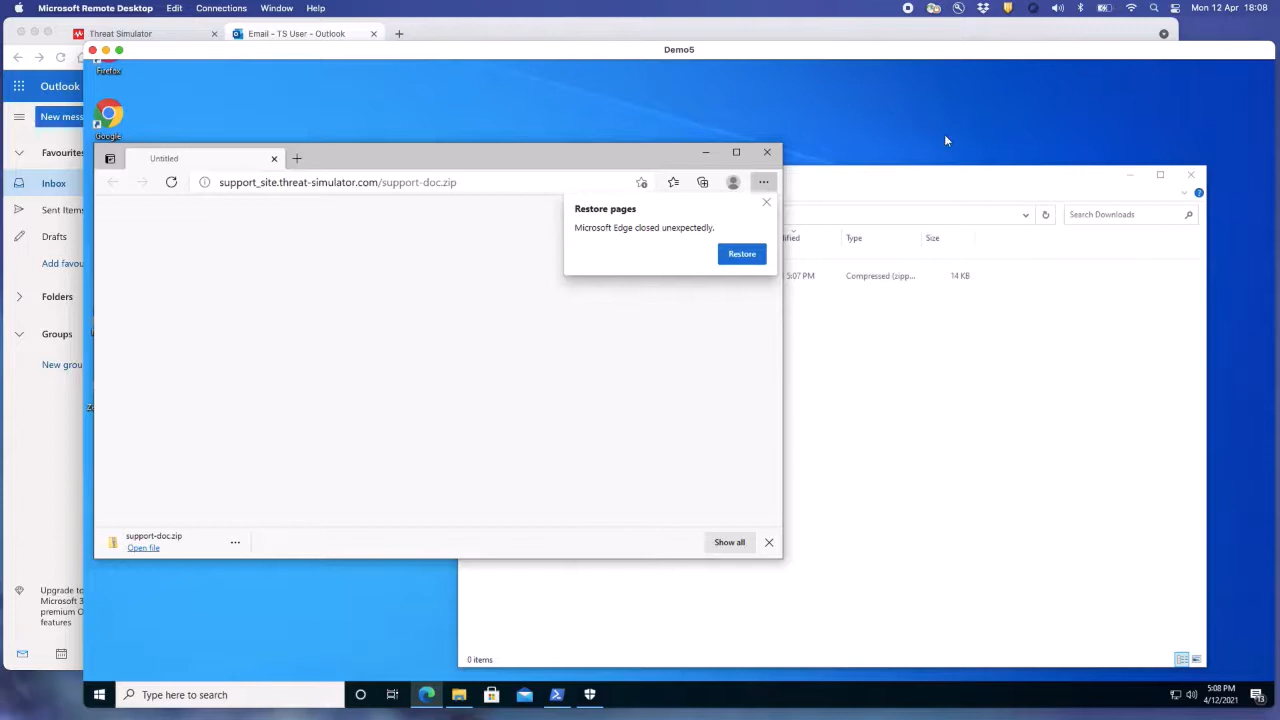 Microsoft Remote Desktop Edit Connections Window Help
Mon 12 Apr 18:08
Threat Simulator
Email - TS User - Outlook
Demo5
Firefox
Outlook
Google
New mess
Favourites
Untitled
Inbox
support_site.threat-simulator.com/support-doc.zip
Sent Items
Restore pages
Search Downloads
Microsoft Edge closed unexpectedly.
Drafts
Type
Size
Restore
Add favou
5:07 PM
Compressed (zipp...
14 KB
Folders
Groups
New grou
support-doc.zip
Open file
Show all
Upgrade to
Microsoft 3
premium O
features
0 items
Type here to search
5:08 PM
4/12/2021